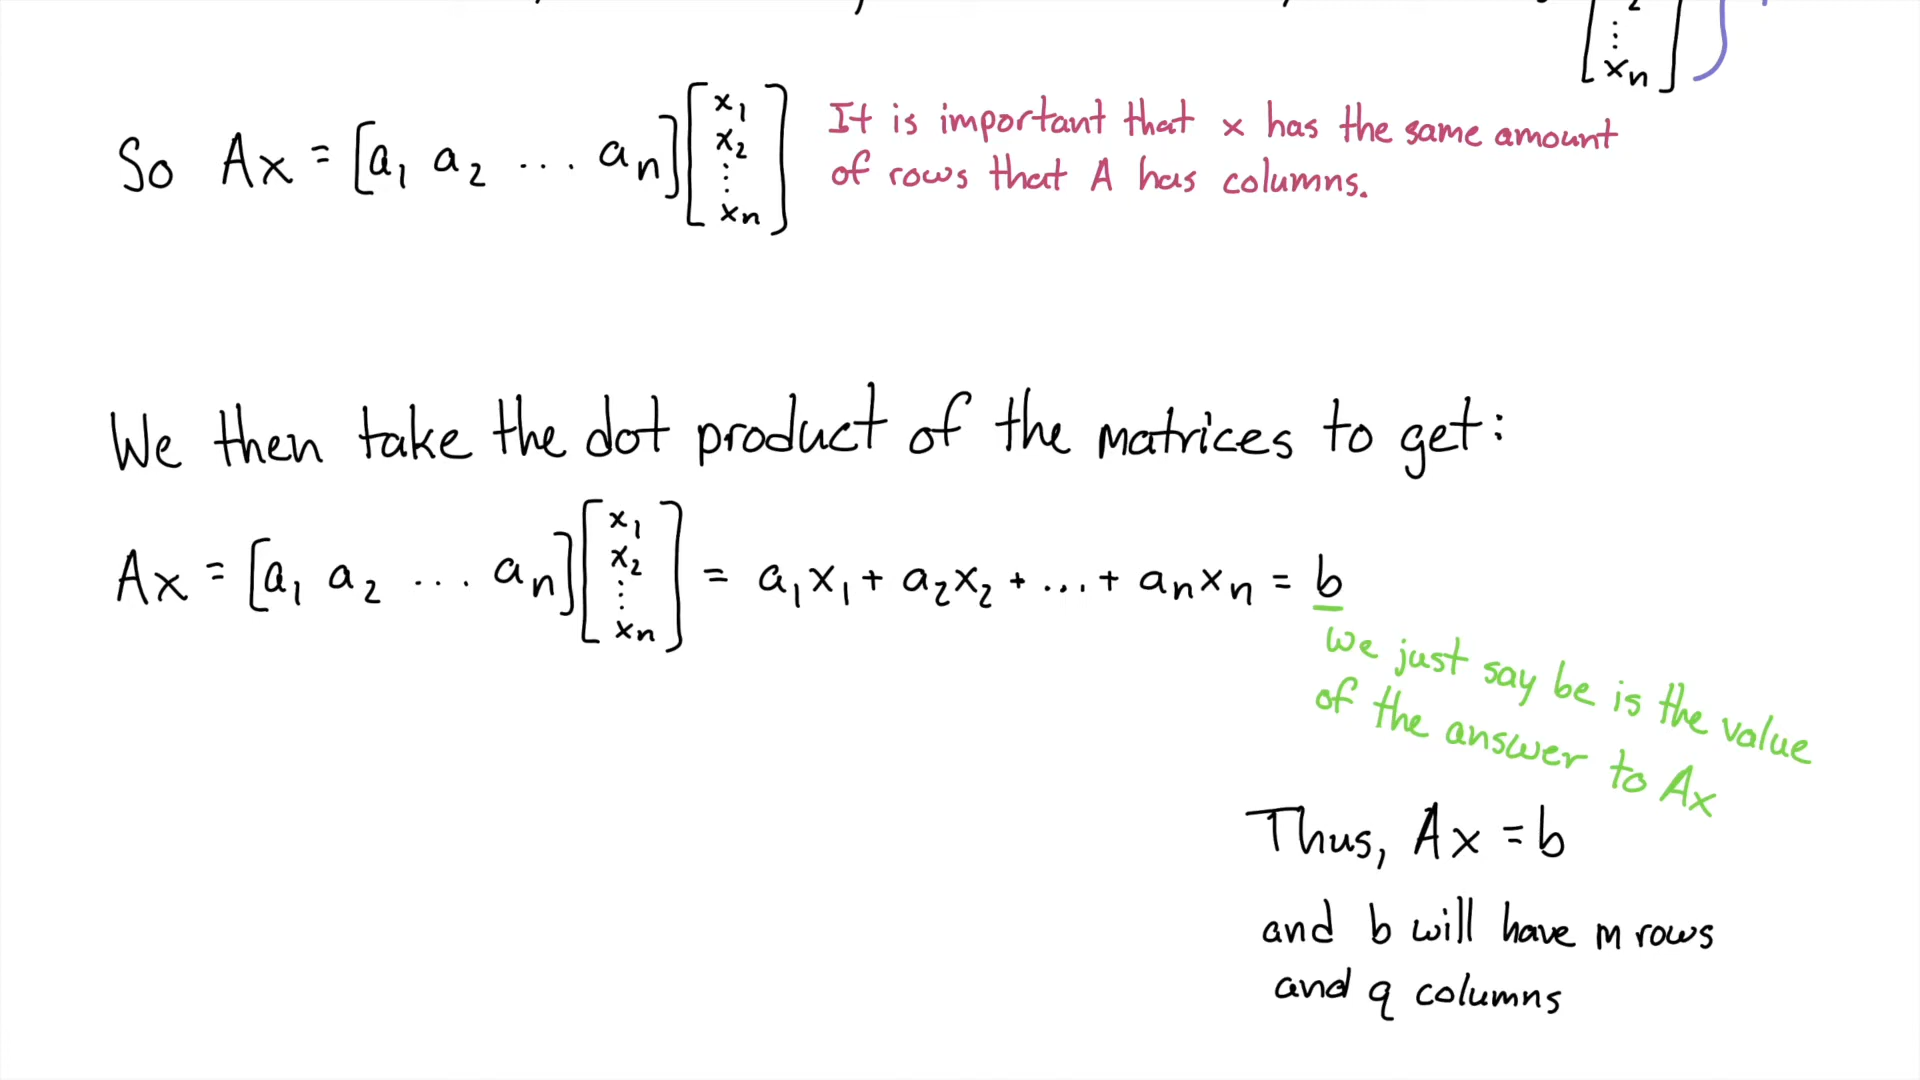 2
⋮
xn
So Ax = [a1 a2 ... an] [x1 x2 ⋮ xn] It is important that x has the same amount
of rows that A has columns.
We then take the dot product of the matrices to get:
Ax = [a1 a2 ... an] [x1 x2 ⋮ xn] = a1x1 + a2x2 + ... + anxn = b
we just say be is the value
of the answer to Ax
Thus, Ax = b
and b will have m rows
and q columns